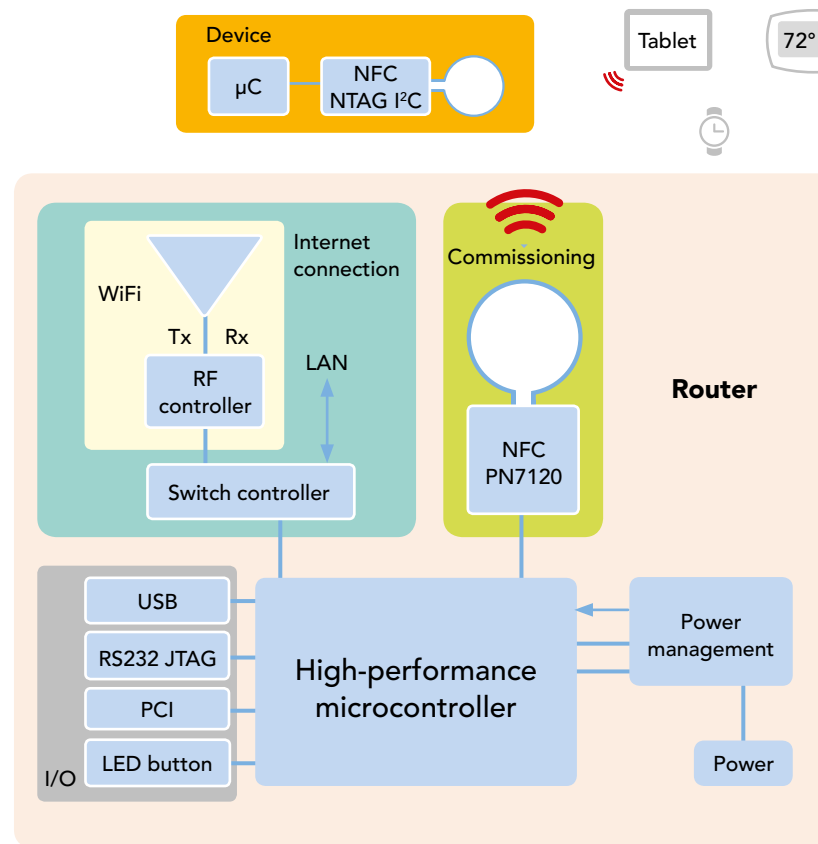 Device
μC
NFC
NTAG I²C
Tablet
72°
Internet
connection
WiFi
Tx
Rx
RF
controller
LAN
Switch controller
Commissioning
NFC
PN7120
Router
USB
RS232 JTAG
PCI
LED button
I/O
High-performance
microcontroller
Power
management
Power